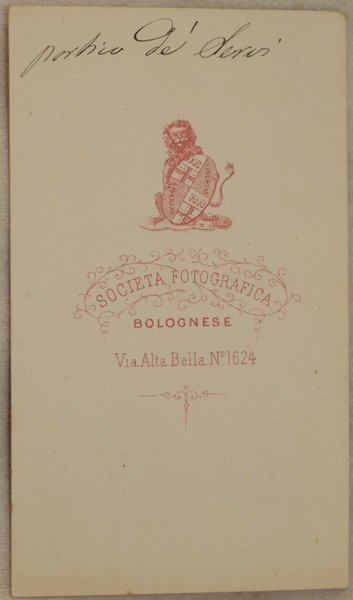 portico de' Servi
SOCIETÀ FOTOGRAFICA
BOLOGNESE
Via Alta Bella N.º 1624